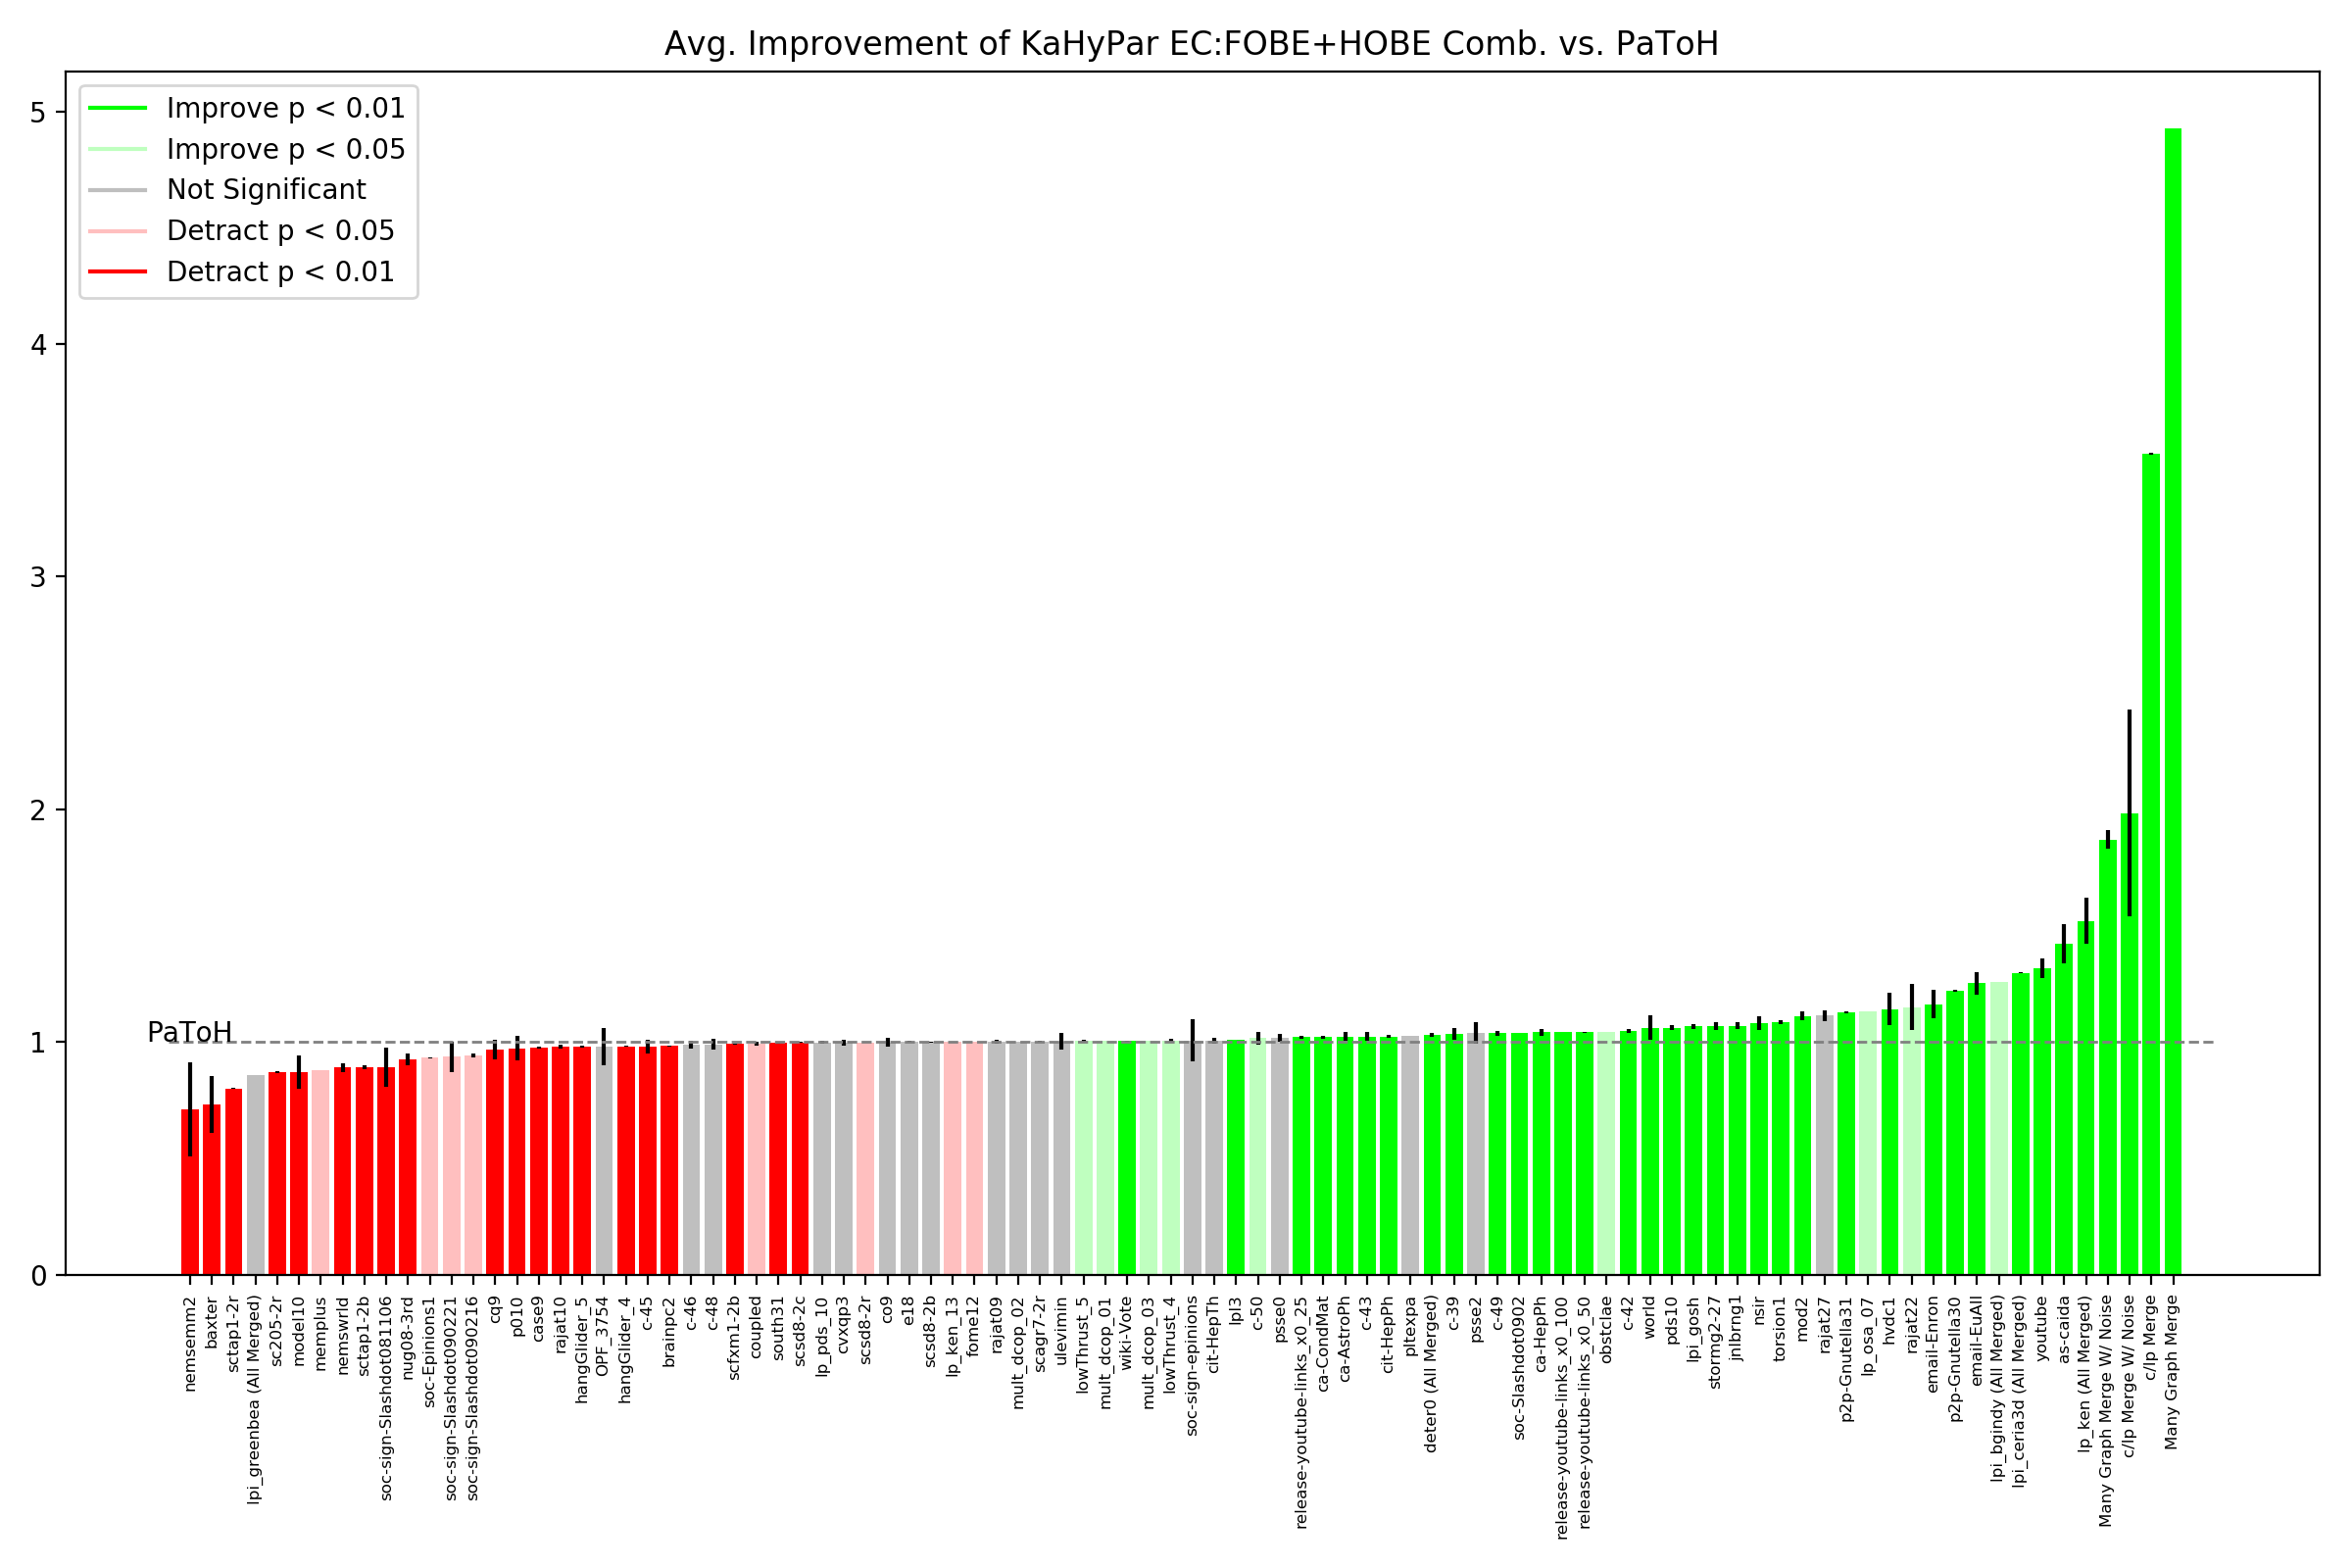 Avg. Improvement of KaHyPar EC:FOBE+HOBE Comb. vs. PaToH
Improve p < 0.01
Improve p < 0.05
Not Significant
Detract p < 0.05
Detract p < 0.01
5
4
3
2
1
0
PaToH
nemsemm2
baxter
sctap1-2r
lpi_greenbea (All Merged)
sc205-2r
model10
memplus
nemswrld
sctap1-2b
soc-sign-Slashdot081106
nug08-3rd
soc-Epinions1
soc-sign-Slashdot090221
soc-sign-Slashdot090216
cq9
p010
case9
rajat10
hangGlider_5
OPF_3754
hangGlider_4
c-45
brainpc2
c-46
c-48
scfxm1-2b
coupled
south31
scsd8-2c
lp_pds_10
cvxqp3
scsd8-2r
co9
e18
scsd8-2b
lp_ken_13
fome12
rajat09
mult_dcop_02
scagr7-2r
ulevimin
lowThrust_5
mult_dcop_01
wiki-Vote
mult_dcop_03
lowThrust_4
soc-sign-epinions
cit-HepTh
lpl3
c-50
psse0
release-youtube-links_x0_25
ca-CondMat
ca-AstroPh
c-43
cit-HepPh
pltexpa
deter0 (All Merged)
c-39
psse2
c-49
soc-Slashdot0902
ca-HepPh
release-youtube-links_x0_100
release-youtube-links_x0_50
obstclae
c-42
world
pds10
lpi_gosh
stormg2-27
jnlbrng1
nsir
torsion1
mod2
rajat27
p2p-Gnutella31
lp_osa_07
hvdc1
rajat22
email-Enron
p2p-Gnutella30
email-EuAll
lpi_bgindy (All Merged)
lpi_ceria3d (All Merged)
youtube
as-caida
lp_ken (All Merged)
Many Graph Merge W/ Noise
c/lp Merge W/ Noise
c/lp Merge
Many Graph Merge